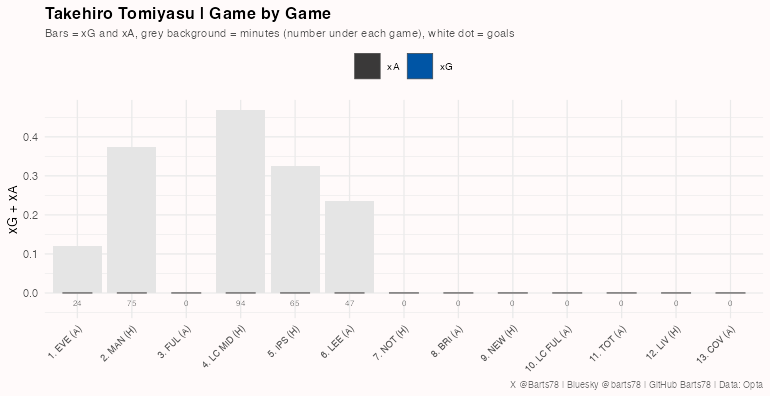 Takehiro Tomiyasu | Game by Game
Bars = xG and xA, grey background = minutes (number under each game), white dot = goals
xA xG
xG + xA
0.4
0.3
0.2
0.1
0.0
24 75 0 94 65 47 0 0 0 0 0 0 0
1. EVE (A)
2. MAN (H)
3. FUL (A)
4. LC MID (H)
5. IPS (H)
6. LEE (A)
7. NOT (H)
8. BRI (A)
9. NEW (H)
10. LC FUL (A)
11. TOT (A)
12. LIV (H)
13. COV (A)
X @Barts78 | Bluesky @barts78 | GitHub Barts78 | Data: Opta